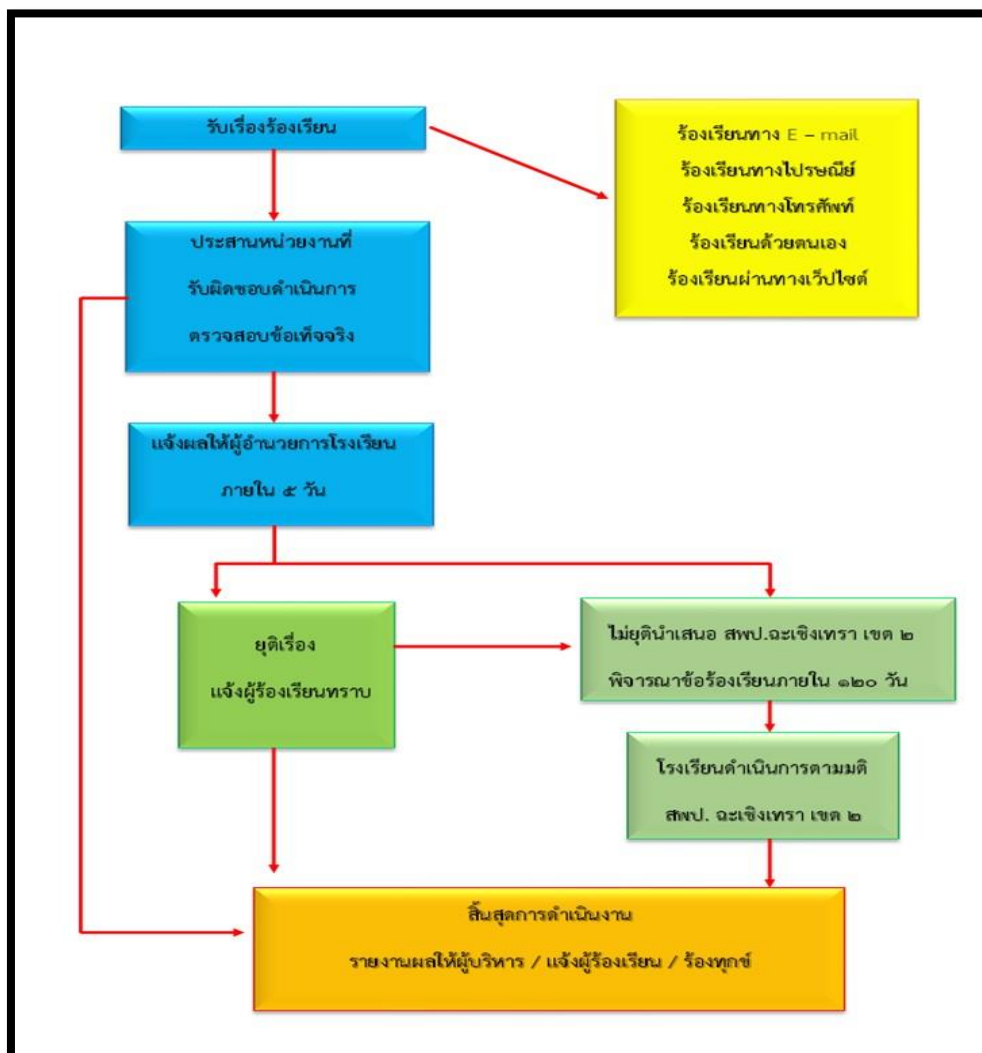 รับเรื่องร้องเรียน
ร้องเรียนทาง E – mail
ร้องเรียนทางไปรษณีย์
ร้องเรียนทางโทรศัพท์
ร้องเรียนด้วยตนเอง
ร้องเรียนผ่านทางเว็ปไซต์
ประสานหน่วยงานที่
รับผิดชอบดำเนินการ
ตรวจสอบข้อเท็จจริง
แจ้งผลให้ผู้อำนวยการโรงเรียน
ภายใน ๕ วัน
ยุติเรื่อง
แจ้งผู้ร้องเรียนทราบ
ไม่ยุตินำเสนอ สพป.ฉะเชิงเทรา เขต ๒
พิจารณาข้อร้องเรียนภายใน ๑๒๐ วัน
โรงเรียนดำเนินการตามมติ
สพป. ฉะเชิงเทรา เขต ๒
สิ้นสุดการดำเนินงาน
รายงานผลให้ผู้บริหาร / แจ้งผู้ร้องเรียน / ร้องทุกข์